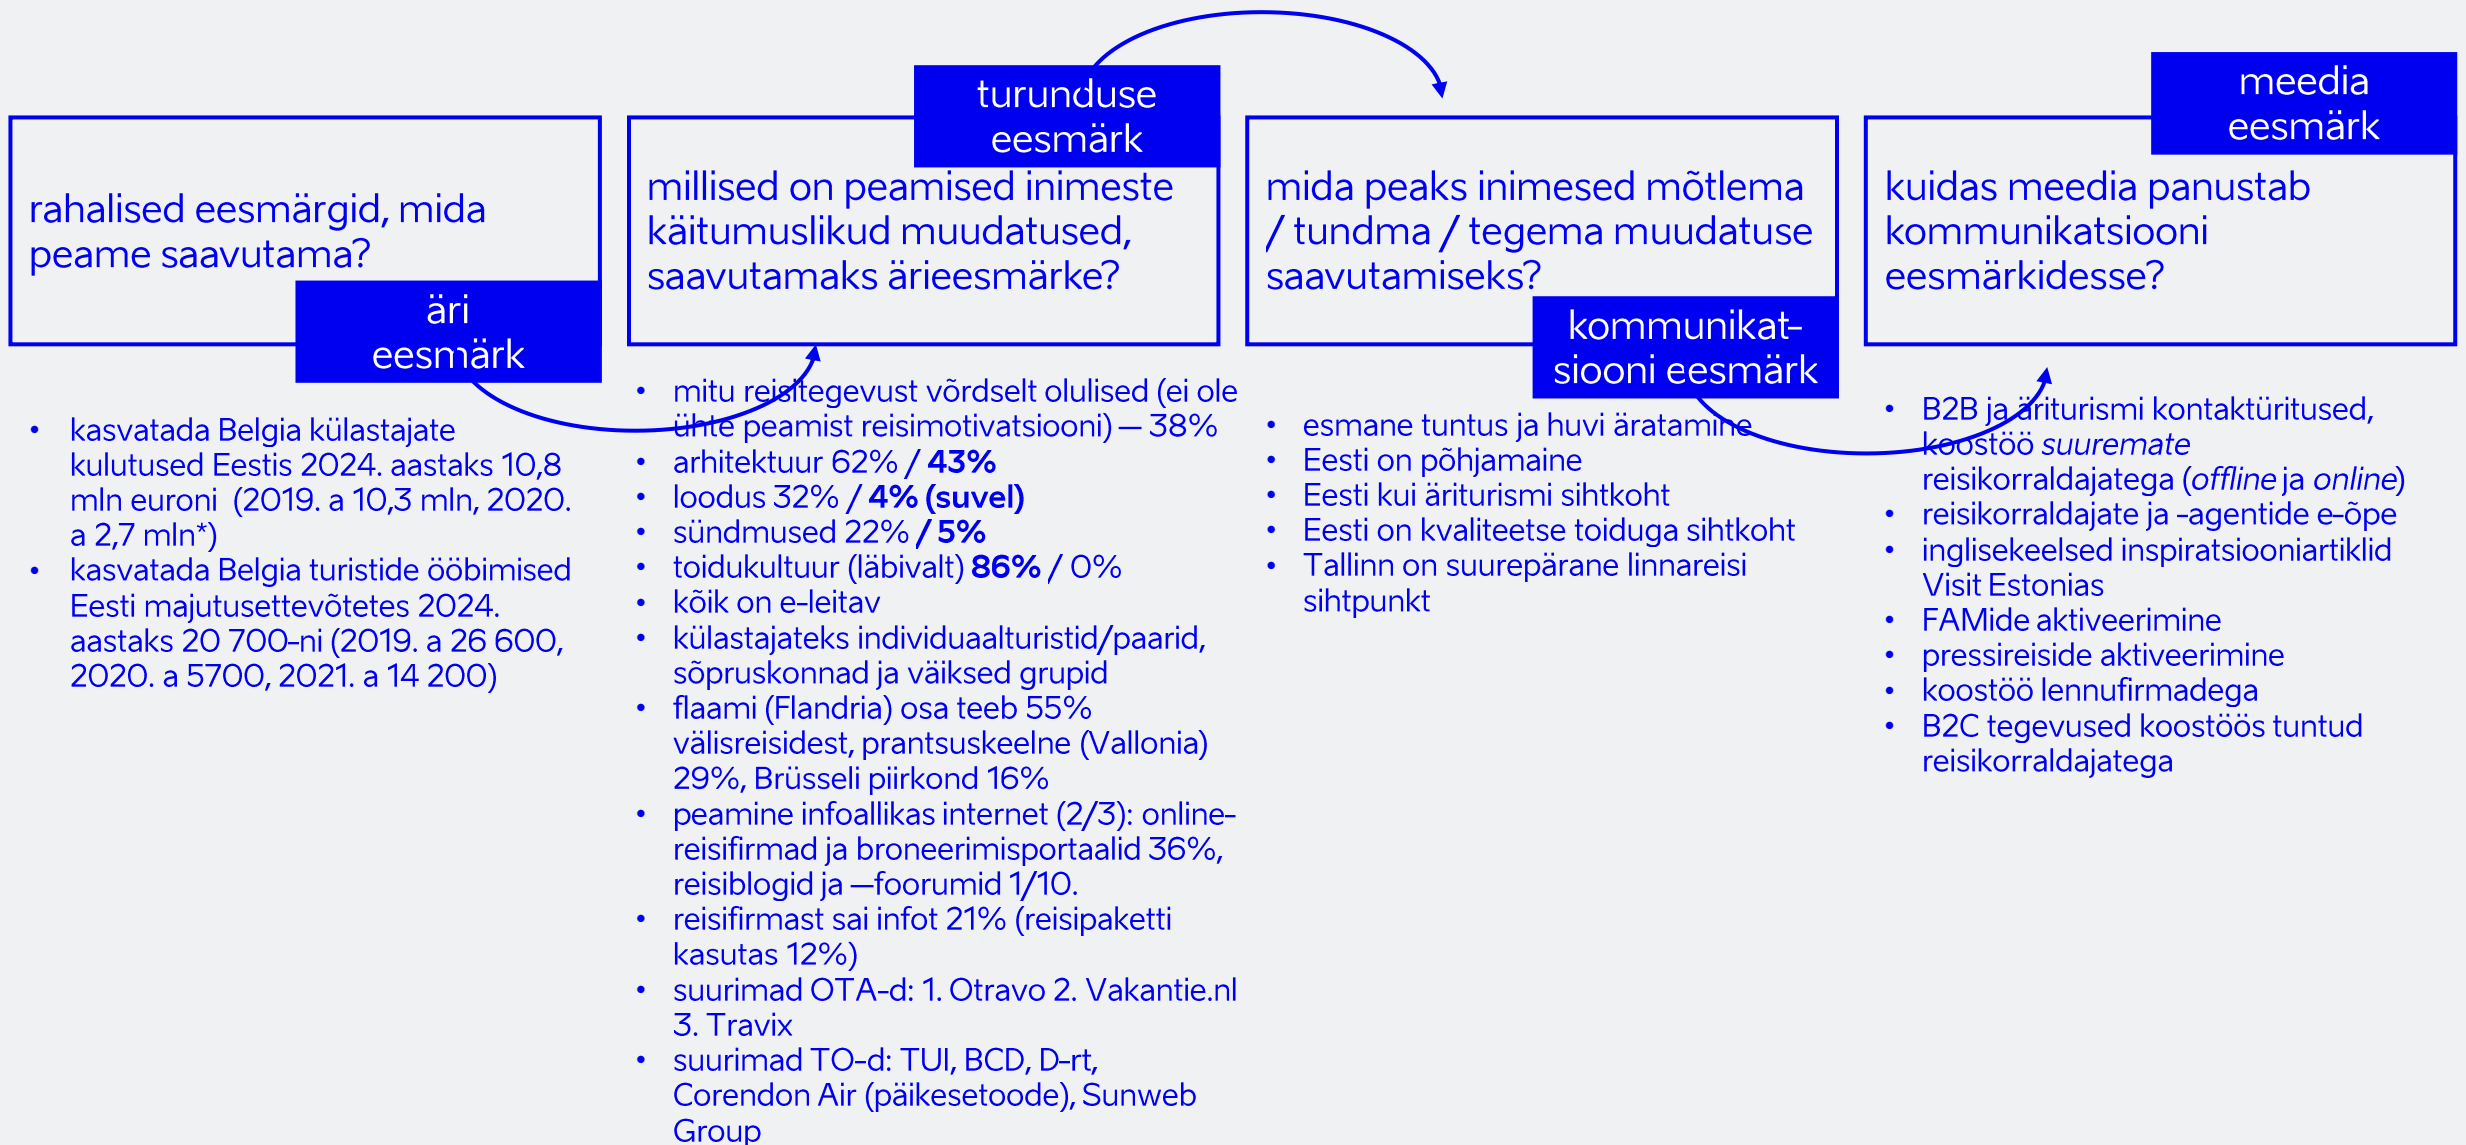 rahalised eesmärgid, mida
peame saavutama?
äri
eesmärk
• kasvatada Belgia külastajate
kulutused Eestis 2024. aastaks 10,8
mln euroni (2019. a 10,3 mln, 2020.
a 2,7 mln*)
• kasvatada Belgia turistide ööbimised
Eesti majutusettevõtetes 2024.
aastaks 20 700-ni (2019. a 26 600,
2020. a 5700, 2021. a 14 200)
turunduse
eesmärk
millised on peamised inimeste
käitumuslikud muudatused,
saavutamaks ärieesmärke?
• mitu reisitegevust võrdselt olulised (ei ole
ühte peamist reisimotivatsiooni) — 38%
• arhitektuur 62% / 43%
• loodus 32% / 4% (suvel)
• sündmused 22% / 5%
• toidukultuur (läbivalt) 86% / 0%
• kõik on e-leitav
• külastajateks individuaalturistid/paarid,
sõpruskonnad ja väiksed grupid
• flaami (Flandria) osa teeb 55%
välisreisidest, prantsuskeelne (Vallonia)
29%, Brüsseli piirkond 16%
• peamine infoallikas internet (2/3): online-
reisifirmad ja broneerimisportaalid 36%,
reisiblogid ja —foorumid 1/10.
• reisifirmast sai infot 21% (reisipaketti
kasutas 12%)
• suurimad OTA-d: 1. Otravo 2. Vakantie.nl
3. Travix
• suurimad TO-d: TUI, BCD, D-rt,
Corendon Air (päikesetoode), Sunweb
Group
mida peaks inimesed mõtlema
/ tundma / tegema muudatuse
saavutamiseks?
kommunikat-
siooni eesmärk
• esmane tuntus ja huvi äratamine
• Eesti on põhjamaine
• Eesti kui äriturismi sihtkoht
• Eesti on kvaliteetse toiduga sihtkoht
• Tallinn on suurepärane linnareisi
sihtpunkt
meedia
eesmärk
kuidas meedia panustab
kommunikatsiooni
eesmärkidesse?
• B2B ja äriturismi kontaktüritused,
koostöö suuremate
reisikorraldajatega (offline ja online)
• reisikorraldajate ja -agentide e-õpe
• inglisekeelsed inspiratsiooniartiklid
Visit Estonias
• FAMide aktiveerimine
• pressireiside aktiveerimine
• koostöö lennufirmadega
• B2C tegevused koostöös tuntud
reisikorraldajatega